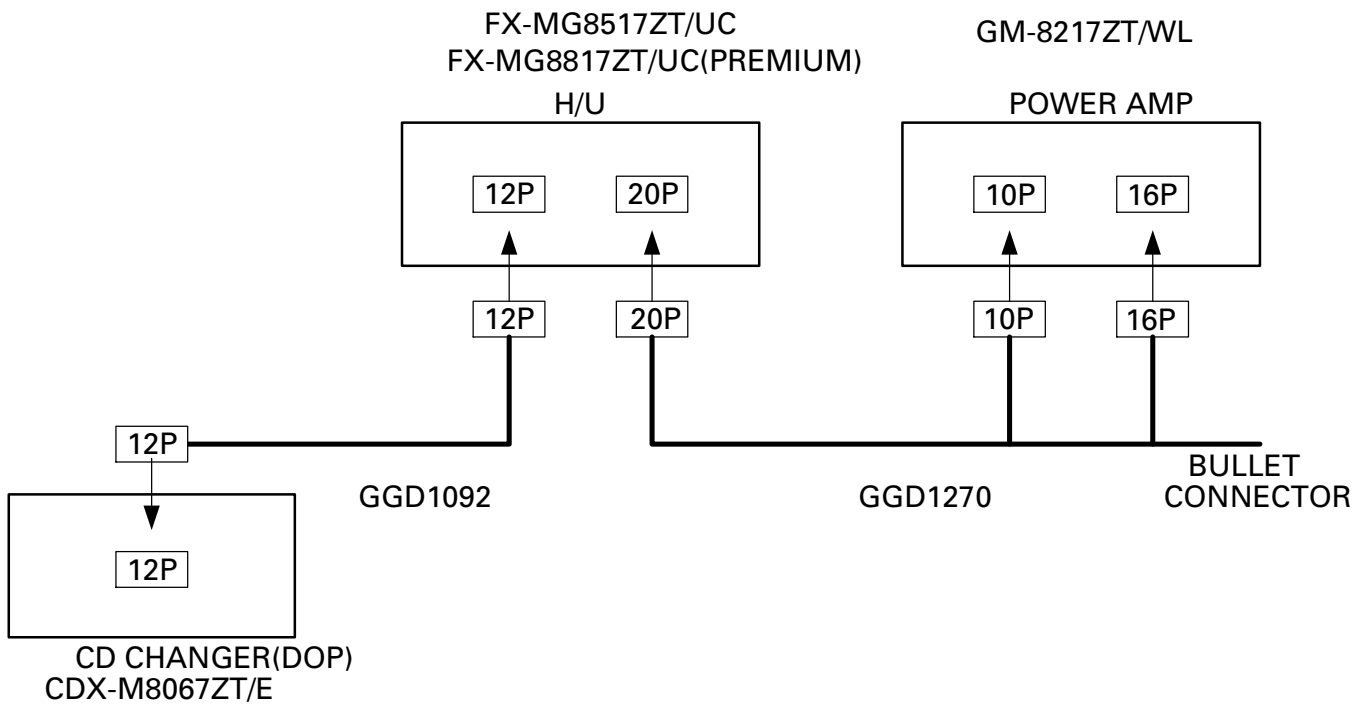 FX-MG8517ZT/UC
FX-MG8817ZT/UC(PREMIUM)
GM-8217ZT/WL
H/U
POWER AMP
12P
20P
10P
16P
12P
20P
10P
16P
12P
GGD1092
GGD1270
BULLET
CONNECTOR
12P
CD CHANGER(DOP)
CDX-M8067ZT/E